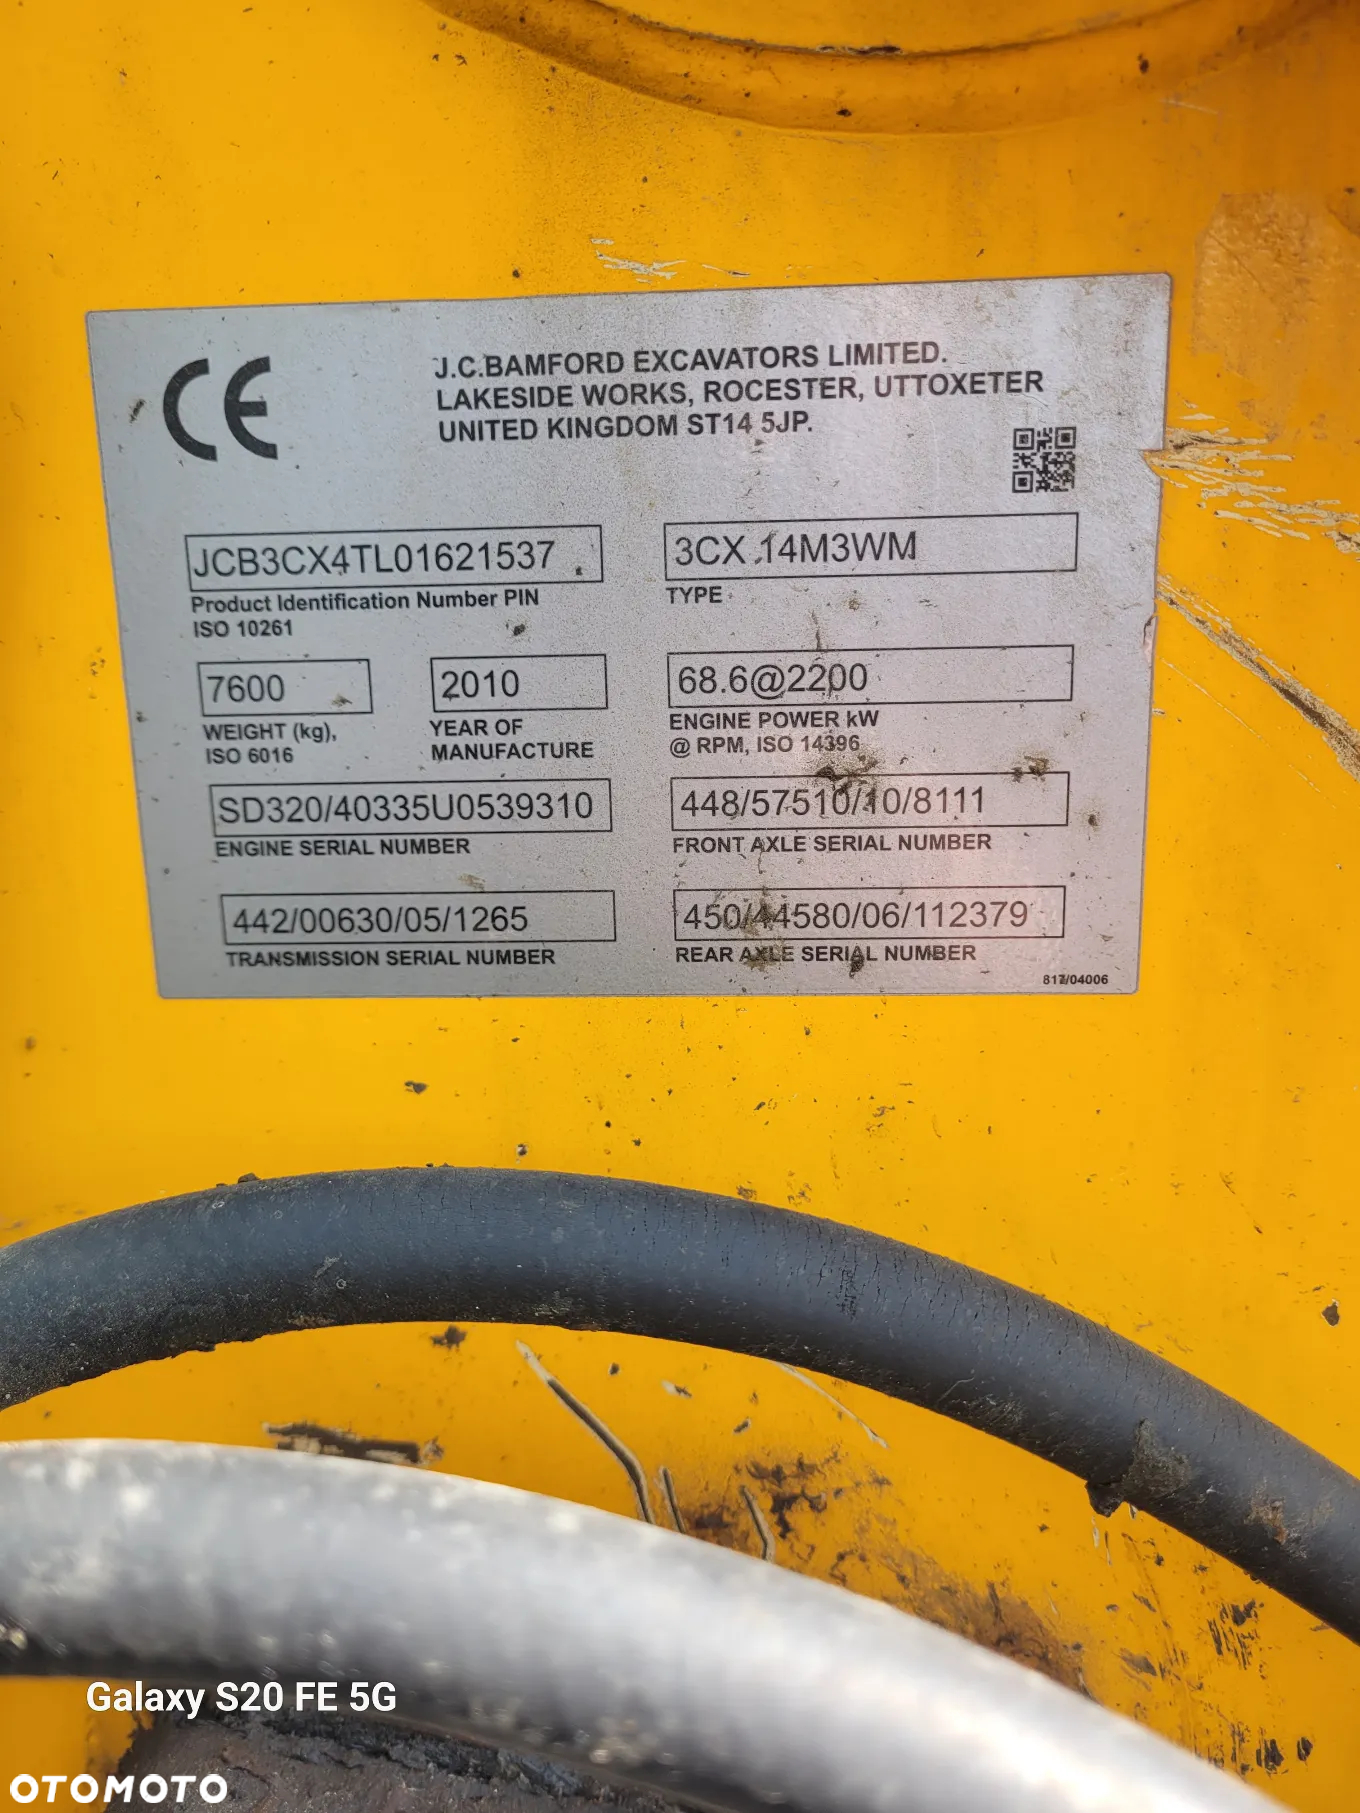 CE
J.C.BAMFORD EXCAVATORS LIMITED.
LAKESIDE WORKS, ROCESTER, UTTOXETER
UNITED KINGDOM ST14 5JP.
JCB3CX4TL01621537
Product Identification Number PIN
ISO 10261
3CX 14M3WM
TYPE
7600
WEIGHT (kg),
ISO 6016
2010
YEAR OF
MANUFACTURE
68.6@2200
ENGINE POWER kW
@ RPM, ISO 14396
SD320/40335U0539310
ENGINE SERIAL NUMBER
448/57510/10/8111
FRONT AXLE SERIAL NUMBER
442/00630/05/1265
TRANSMISSION SERIAL NUMBER
450/44580/06/112379
REAR AXLE SERIAL NUMBER
817/04006
Galaxy S20 FE 5G
OTOMOTO